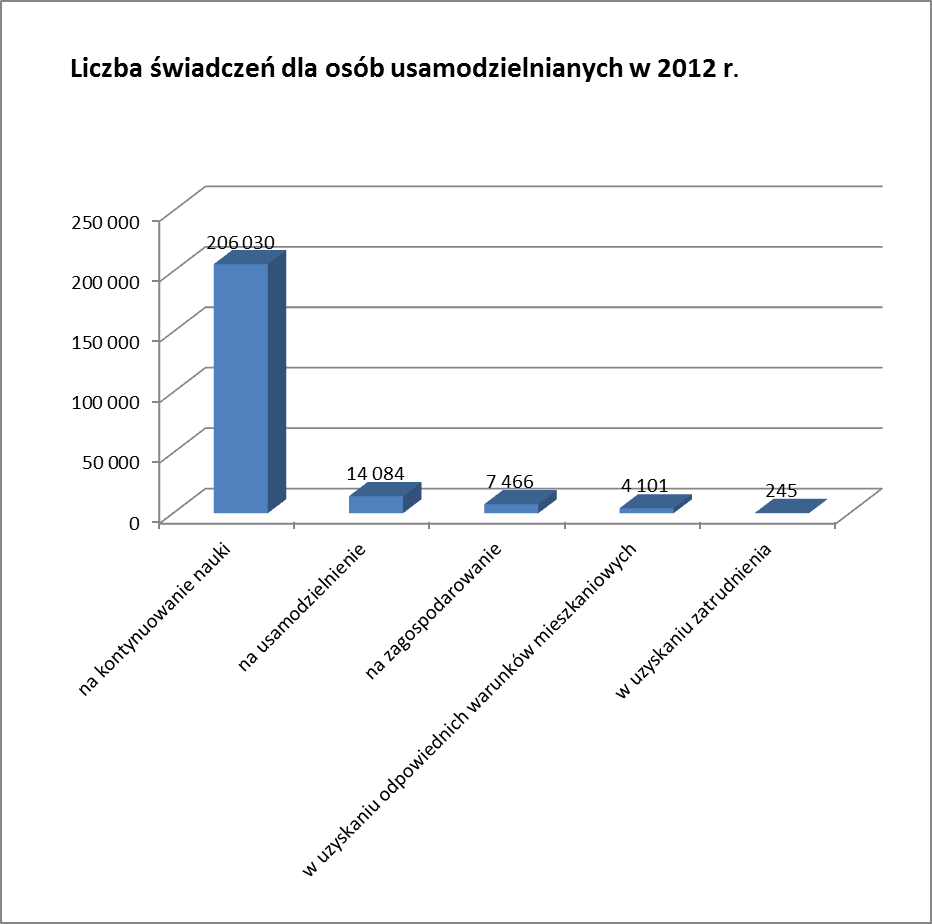 Liczba świadczeń dla osób usamodzielnianych w 2012 r.
250 000
200 000
150 000
100 000
50 000
0
206 030
14 084
7 466
4 101
245
na kontynuowanie nauki
na usamodzielnienie
na zagospodarowanie
w uzyskaniu odpowiednich warunków mieszkaniowych
w uzyskaniu zatrudnienia